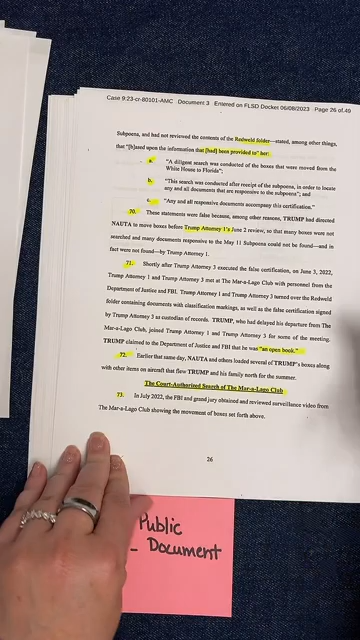 Case 9:23-cr-80101-AMC Document 3 Entered on FLSD Docket 06/08/2023 Page 26 of 49
Subpoena, and had not reviewed the contents of the Redweld folder—stated, among other things,
that "[b]ased upon the information that [had] been provided to" her:
a. "A diligent search was conducted of the boxes that were moved from the
White House to Florida";
b. "This search was conducted after receipt of the subpoena, in order to locate
any and all documents that are responsive to the subpoena"; and
c. "Any and all responsive documents accompany this certification."
70. These statements were false because, among other reasons, TRUMP had directed
NAUTA to move boxes before Trump Attorney 1's June 2 review, so that many boxes were not
searched and many documents responsive to the May 11 Subpoena could not be found—and in
fact were not found—by Trump Attorney 1.
71. Shortly after Trump Attorney 3 executed the false certification, on June 3, 2022,
Trump Attorney 1 and Trump Attorney 3 met at The Mar-a-Lago Club with personnel from the
Department of Justice and FBI. Trump Attorney 1 and Trump Attorney 3 turned over the Redweld
folder containing documents with classification markings, as well as the false certification signed
by Trump Attorney 3 as custodian of records. TRUMP, who had delayed his departure from The
Mar-a-Lago Club, joined Trump Attorney 1 and Trump Attorney 3 for some of the meeting.
TRUMP claimed to the Department of Justice and FBI that he was "an open book."
72. Earlier that same day, NAUTA and others loaded several of TRUMP's boxes along
with other items on aircraft that flew TRUMP and his family north for the summer.
The Court-Authorized Search of The Mar-a-Lago Club
73. In July 2022, the FBI and grand jury obtained and reviewed surveillance video from
The Mar-a-Lago Club showing the movement of boxes set forth above.
26
Public
- Document